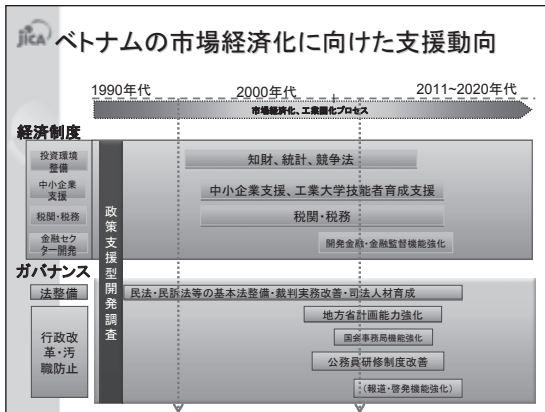 JICA
ベトナムの市場経済化に向けた支援動向
1990年代
2000年代
2011~2020年代
市場経済化、工業国化プロセス
経済制度
投資環境
整備
知財、統計、競争法
中小企業
支援
中小企業支援、工業大学技能者育成支援
税関・税務
税関・税務
金融セク
ター開発
開発金融・金融監督機能強化
政策支援型開発調査
ガバナンス
法整備
民法・民訴法等の基本法整備・裁判実務改善・司法人材育成
地方省計画能力強化
行政改
革・汚
職防止
国会事務局機能強化
公務員研修制度改善
(報道・啓発機能強化)